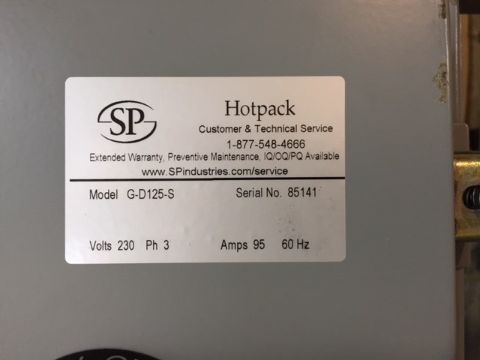 SP
Hotpack
Customer & Technical Service
1-877-548-4666
Extended Warranty, Preventive Maintenance, IQ/OQ/PQ Available
www.SPindustries.com/service
Model G-D125-S Serial No. 85141
Volts 230 Ph 3 Amps 95 60 Hz